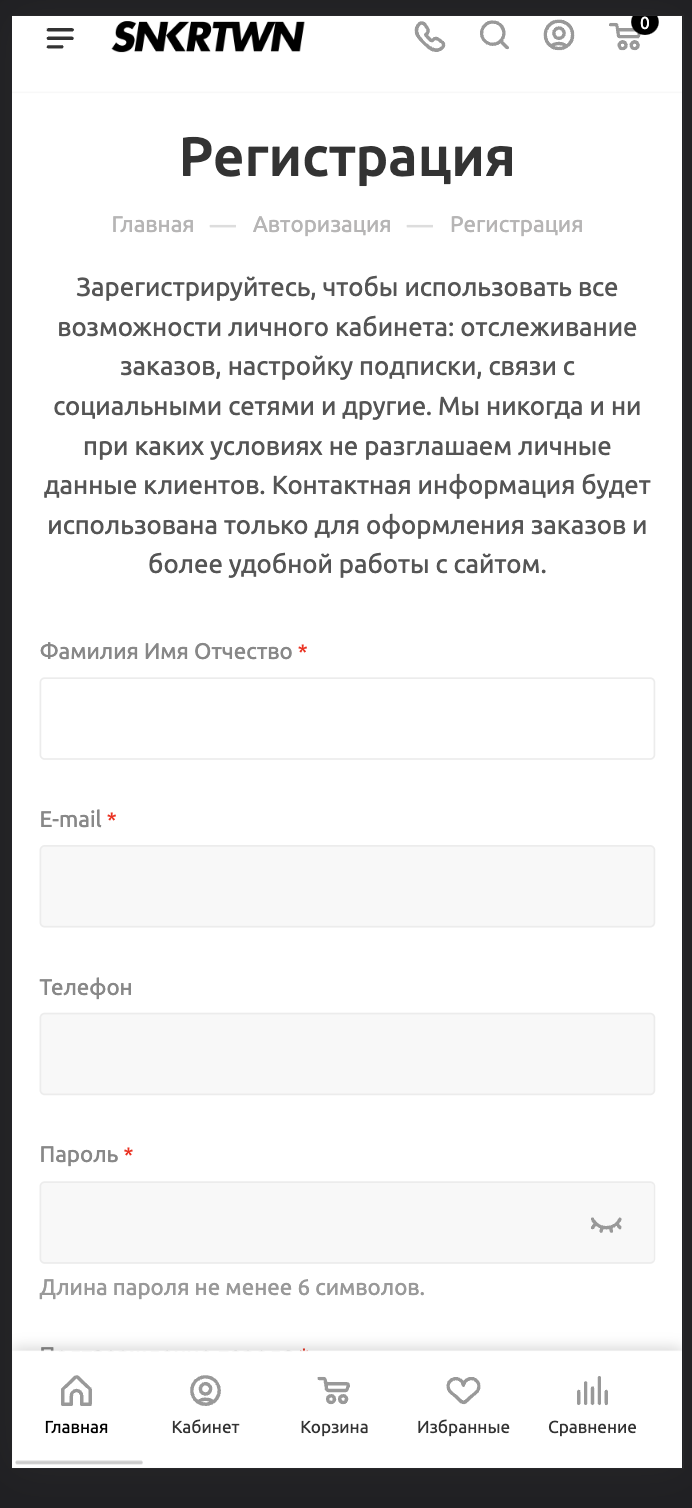 SNKRTWN
0
Регистрация
Главная — Авторизация — Регистрация
Зарегистрируйтесь, чтобы использовать все
возможности личного кабинета: отслеживание
заказов, настройку подписки, связи с
социальными сетями и другие. Мы никогда и ни
при каких условиях не разглашаем личные
данные клиентов. Контактная информация будет
использована только для оформления заказов и
более удобной работы с сайтом.
Фамилия Имя Отчество *
E-mail *
Телефон
Пароль *
Длина пароля не менее 6 символов.
Главная Кабинет Корзина Избранные Сравнение